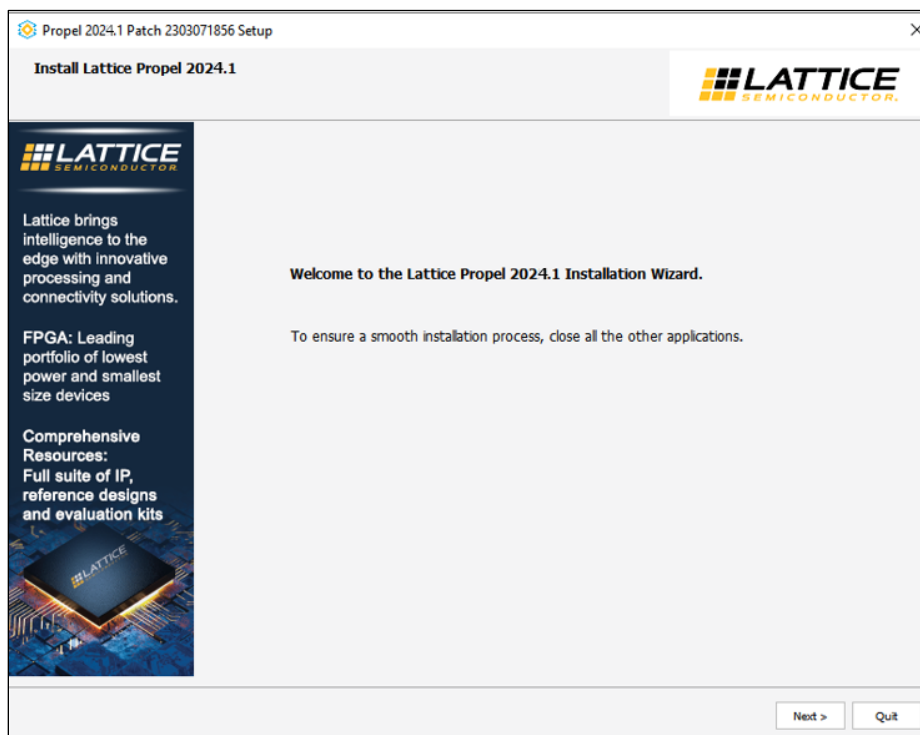 Propel 2024.1 Patch 2303071856 Setup
Install Lattice Propel 2024.1
LATTICE
SEMICONDUCTOR.
LATTICE
SEMICONDUCTOR
Lattice brings
intelligence to the
edge with innovative
processing and
connectivity solutions.
FPGA: Leading
portfolio of lowest
power and smallest
size devices
Comprehensive
Resources:
Full suite of IP,
reference designs
and evaluation kits
LATTICE
Welcome to the Lattice Propel 2024.1 Installation Wizard.
To ensure a smooth installation process, close all the other applications.
Next >
Quit